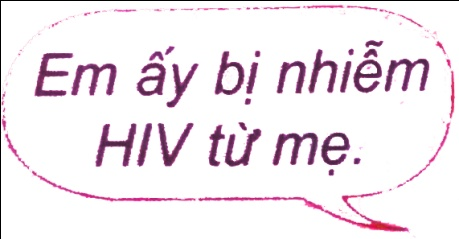 Em ấy bị nhiễm
HIV từ mẹ.